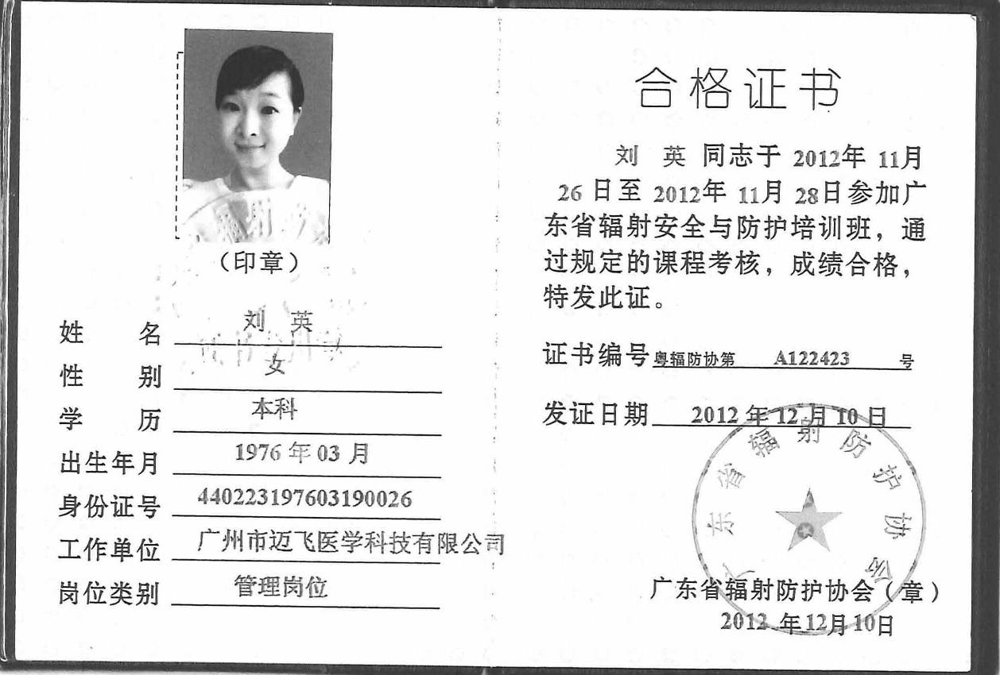 （印章）
姓 名 刘 英
性 别 女
学 历 本科
出生年月 1976 年 03 月
身份证号 440223197603190026
工作单位 广州市迈飞医学科技有限公司
岗位类别 管理岗位
合格证书
刘 英 同志于 2012年 11月
26 日至 2012年 11月 28日参加广
东省辐射安全与防护培训班，通
过规定的课程考核，成绩合格，
特发此证。
证书编号 粤辐防协第 A122423 号
发证日期 2012 年 12 月 10 日
广东省辐射防护协会
广东省辐射防护协会（章）
2012 年12月10日